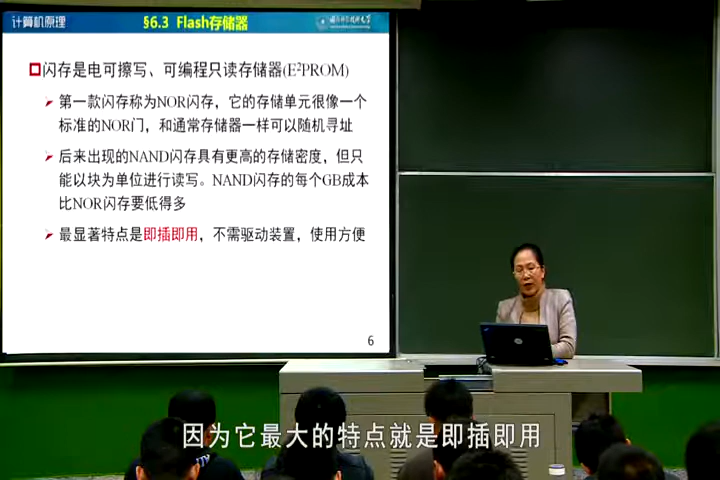 计算机原理
§6.3 Flash存储器
国防科学技术大学
闪存是电可擦写、可编程只读存储器(E²PROM)
第一款闪存称为NOR闪存，它的存储单元很像一个
标准的NOR门，和通常存储器一样可以随机寻址
后来出现的NAND闪存具有更高的存储密度，但只
能以块为单位进行读写。NAND闪存的每个GB成本
比NOR闪存要低得多
最显著特点是即插即用，不需驱动装置，使用方便
6
因为它最大的特点就是即插即用